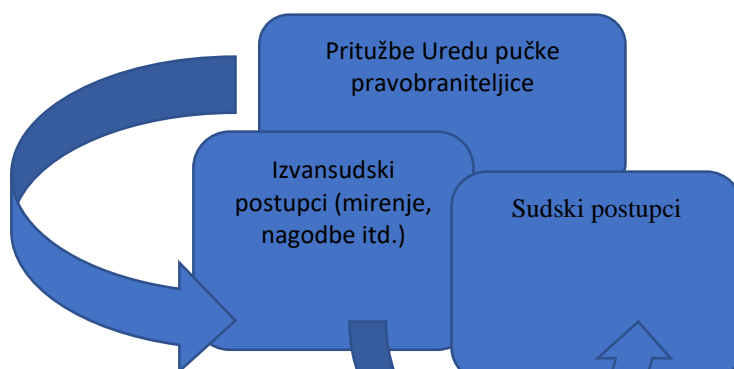 Pritužbe Uredu pučke
pravobraniteljice
Izvansudski
postupci (mirenje,
nagodbe itd.)
Sudski postupci